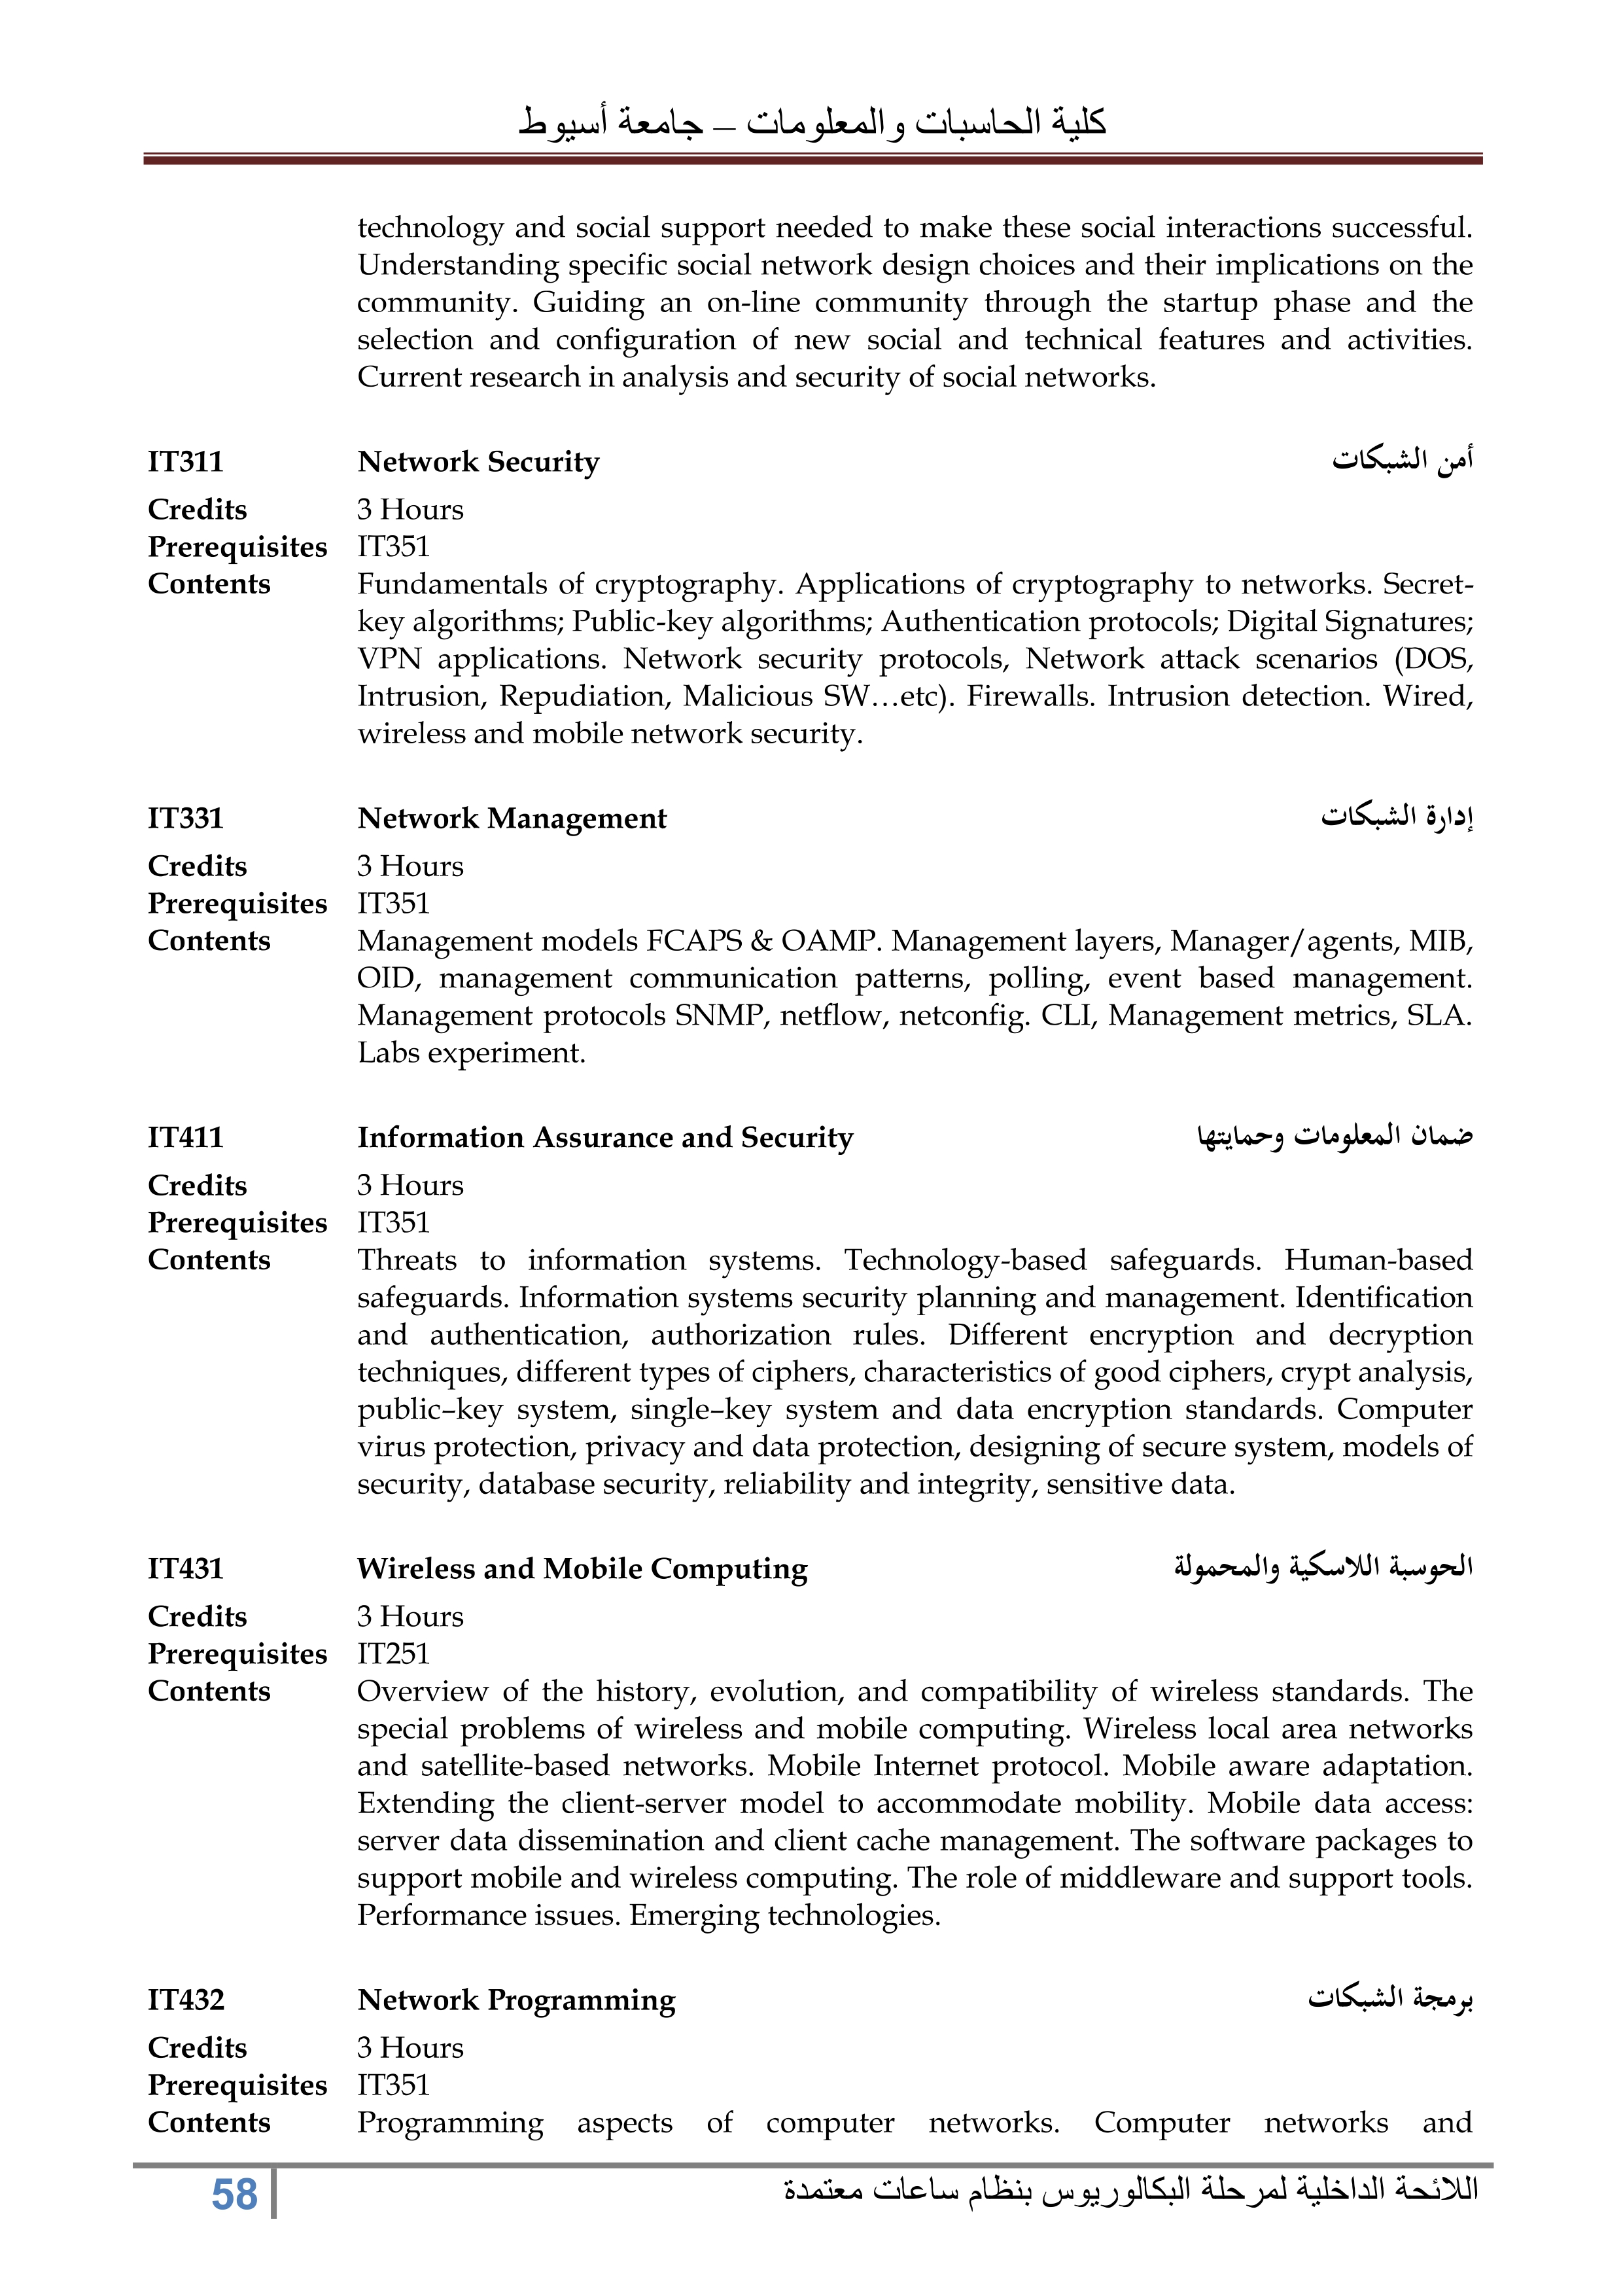 كلية الحاسبات والمعلومات – جامعة أسيوط
technology and social support needed to make these social interactions successful.
Understanding specific social network design choices and their implications on the
community. Guiding an on-line community through the startup phase and the
selection and configuration of new social and technical features and activities.
Current research in analysis and security of social networks.
IT311 Network Security أمن الشبكات
Credits 3 Hours
Prerequisites IT351
Contents Fundamentals of cryptography. Applications of cryptography to networks. Secret-
key algorithms; Public-key algorithms; Authentication protocols; Digital Signatures;
VPN applications. Network security protocols, Network attack scenarios (DOS,
Intrusion, Repudiation, Malicious SW…etc). Firewalls. Intrusion detection. Wired,
wireless and mobile network security.
IT331 Network Management إدارة الشبكات
Credits 3 Hours
Prerequisites IT351
Contents Management models FCAPS & OAMP. Management layers, Manager/agents, MIB,
OID, management communication patterns, polling, event based management.
Management protocols SNMP, netflow, netconfig. CLI, Management metrics, SLA.
Labs experiment.
IT411 Information Assurance and Security ضمان المعلومات وحمايتها
Credits 3 Hours
Prerequisites IT351
Contents Threats to information systems. Technology-based safeguards. Human-based
safeguards. Information systems security planning and management. Identification
and authentication, authorization rules. Different encryption and decryption
techniques, different types of ciphers, characteristics of good ciphers, crypt analysis,
public–key system, single–key system and data encryption standards. Computer
virus protection, privacy and data protection, designing of secure system, models of
security, database security, reliability and integrity, sensitive data.
IT431 Wireless and Mobile Computing الحوسبة اللاسكية والمحمولة
Credits 3 Hours
Prerequisites IT251
Contents Overview of the history, evolution, and compatibility of wireless standards. The
special problems of wireless and mobile computing. Wireless local area networks
and satellite-based networks. Mobile Internet protocol. Mobile aware adaptation.
Extending the client-server model to accommodate mobility. Mobile data access:
server data dissemination and client cache management. The software packages to
support mobile and wireless computing. The role of middleware and support tools.
Performance issues. Emerging technologies.
IT432 Network Programming برمجة الشبكات
Credits 3 Hours
Prerequisites IT351
Contents Programming aspects of computer networks. Computer networks and
58 اللائحة الداخلية لمرحلة البكالوريوس بنظام ساعات معتمدة